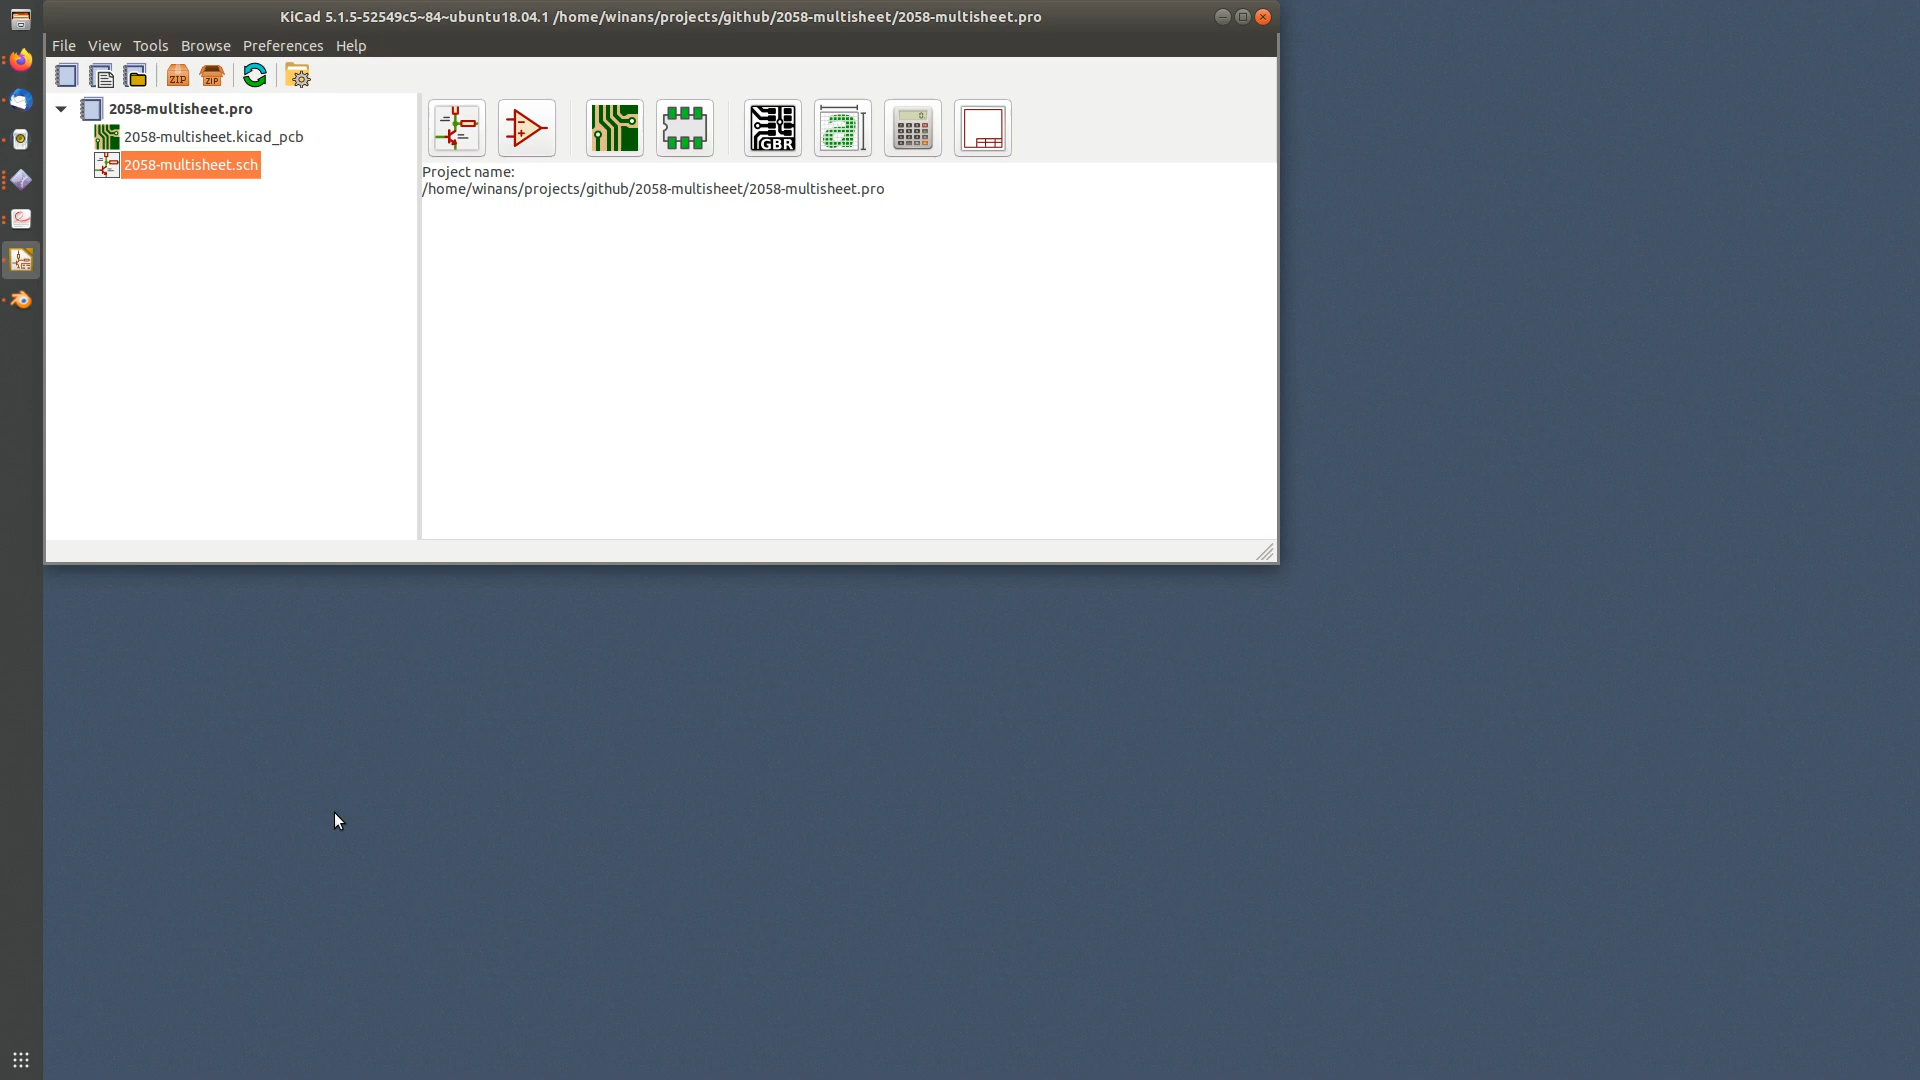 KiCad 5.1.5-52549c5~84~ubuntu18.04.1 /home/winans/projects/github/2058-multisheet/2058-multisheet.pro
File View Tools Browse Preferences Help
ZIP ZIP
2058-multisheet.pro
2058-multisheet.kicad_pcb
2058-multisheet.sch
GBR a
Project name:
/home/winans/projects/github/2058-multisheet/2058-multisheet.pro